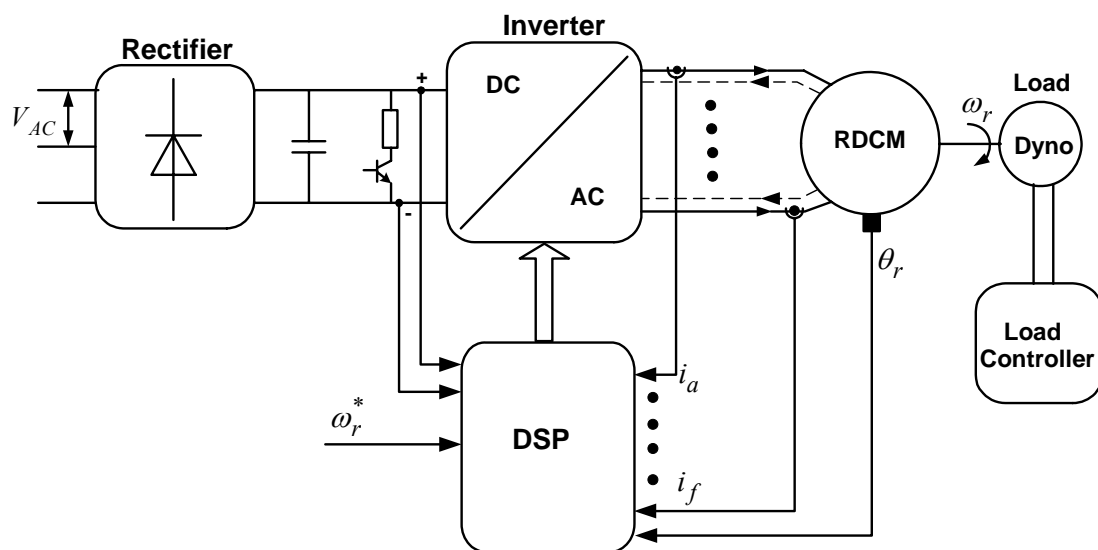 Rectifier
Inverter
V_AC
+
-
DC
AC
RDCM
ω_r
Load
Dyno
θ_r
Load
Controller
DSP
ω_r^*
i_a
i_f